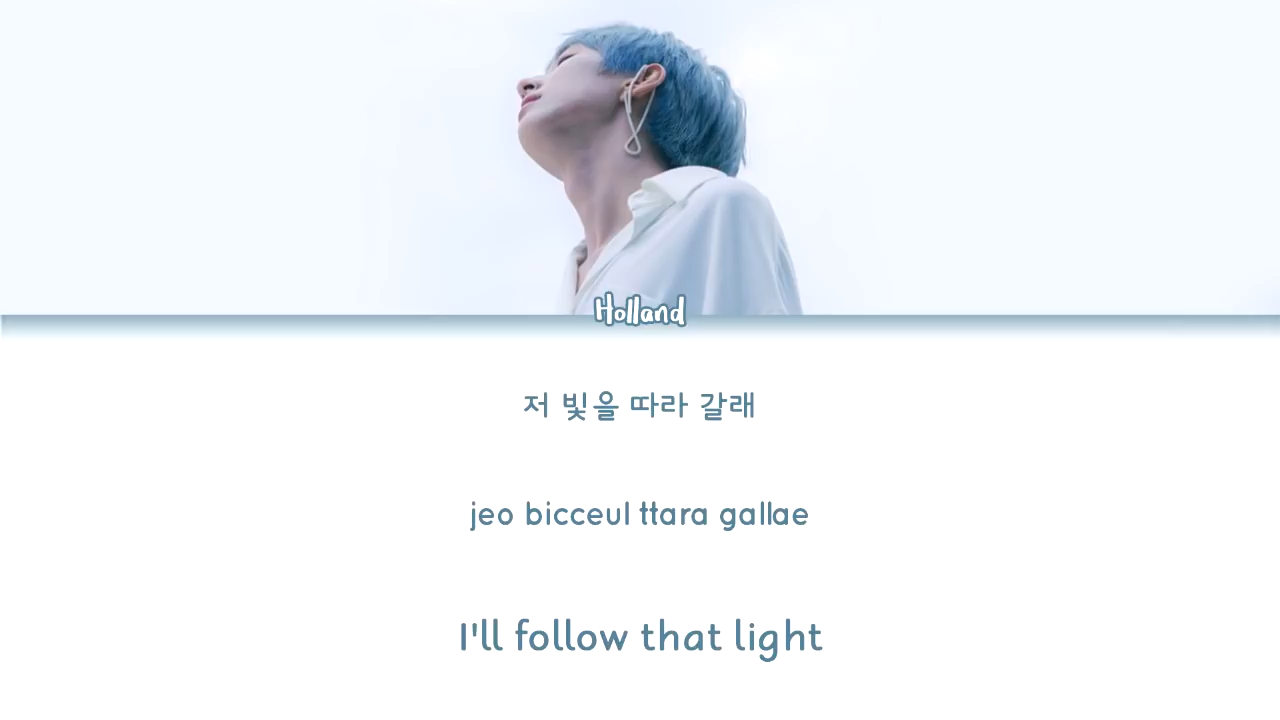 Holland
저 빛을 따라 갈래
jeo bicceul ttara gallae
I'll follow that light